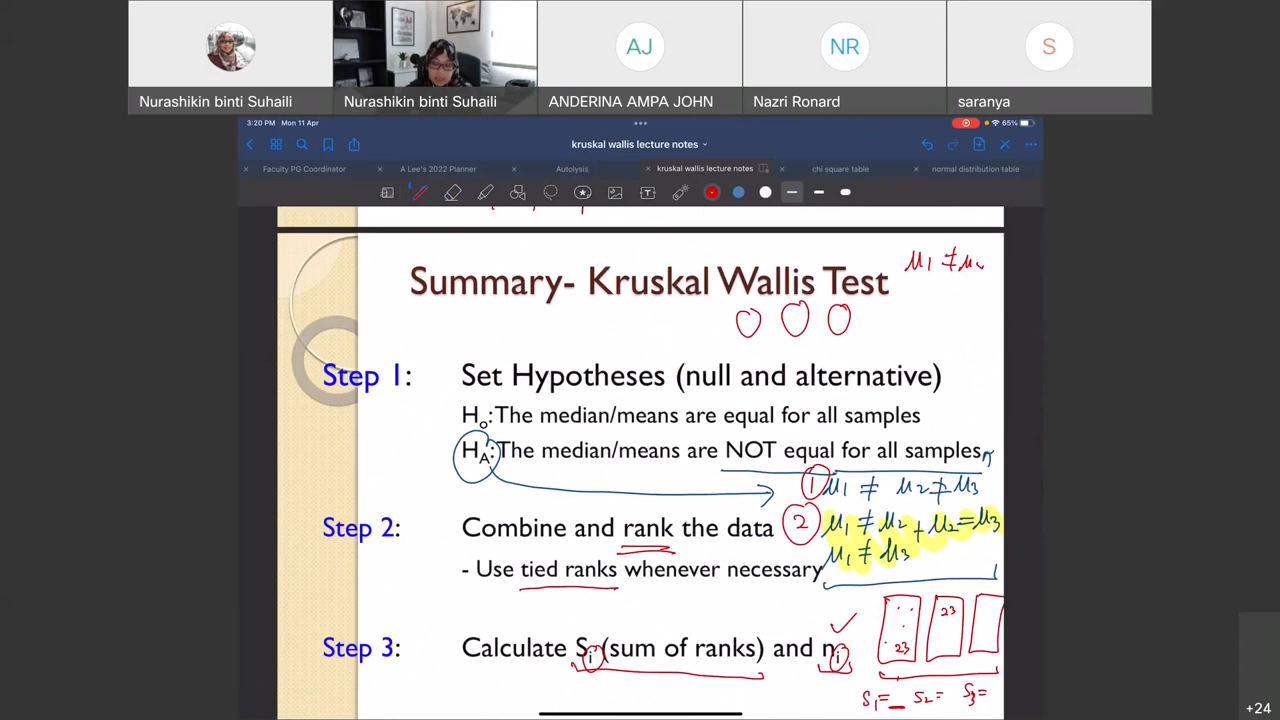 AJ
NR
S
Nurashikin binti Suhaili
Nurashikin binti Suhaili
ANDERINA AMPA JOHN
Nazri Ronard
saranya
3:20 PM Mon 11 Apr
65%
kruskal wallis lecture notes
Faculty PG Coordinator
A Lee's 2022 Planner
Autolysis
kruskal wallis lecture notes
chi square table
normal distribution table
Summary- Kruskal Wallis Test
μ1 ≠
Step 1: Set Hypotheses (null and alternative)
Ho: The median/means are equal for all samples
HA: The median/means are NOT equal for all samples
1 μ1 ≠ μ2 ≠ μ3
Step 2: Combine and rank the data
2 μ1 ≠ μ2 + μ2 = μ3
μ1 ≠ μ3
- Use tied ranks whenever necessary
23
23
Step 3: Calculate Si (sum of ranks) and ni
S1= S2= S3=
+24